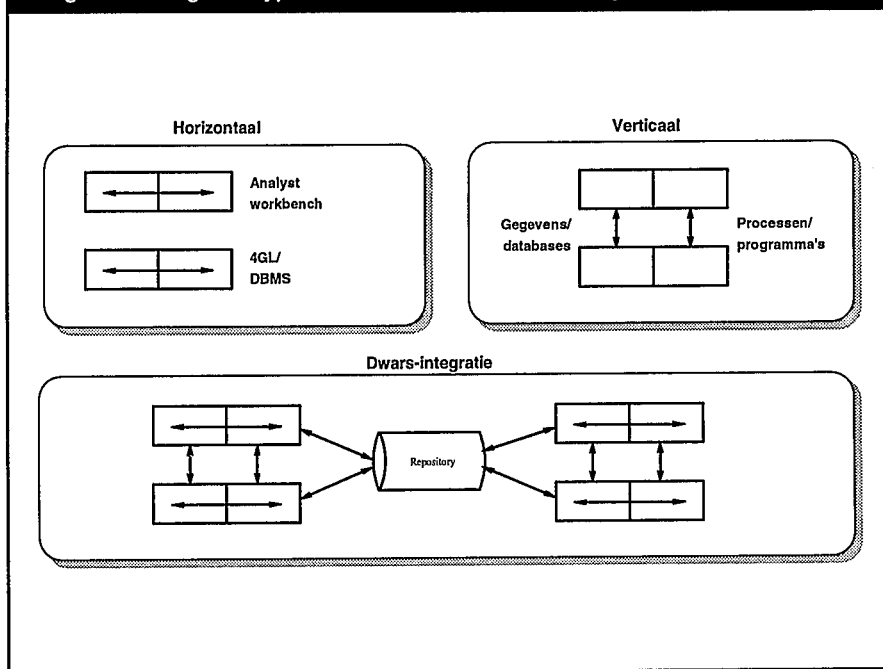 Horizontaal
Analyst
workbench
4GL/
DBMS
Verticaal
Gegevens/
databases
Processen/
programma's
Dwars-integratie
Repository